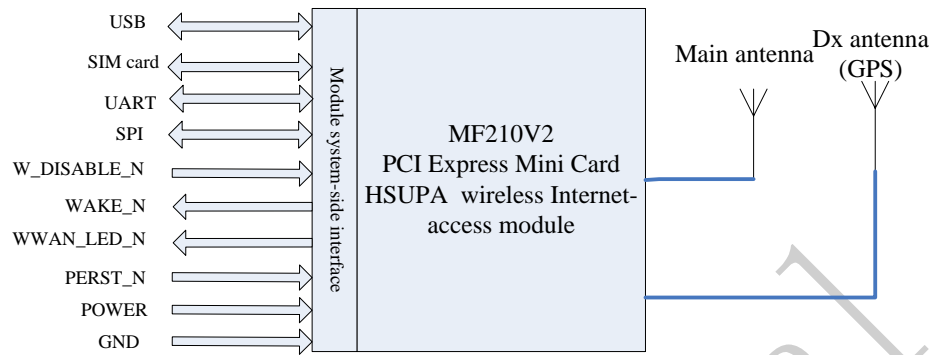 USB
SIM card
UART
SPI
W_DISABLE_N
WAKE_N
WWAN_LED_N
PERST_N
POWER
GND
Module system-side interface
MF210V2
PCI Express Mini Card
HSUPA wireless Internet-
access module
Main antenna
Dx antenna
(GPS)